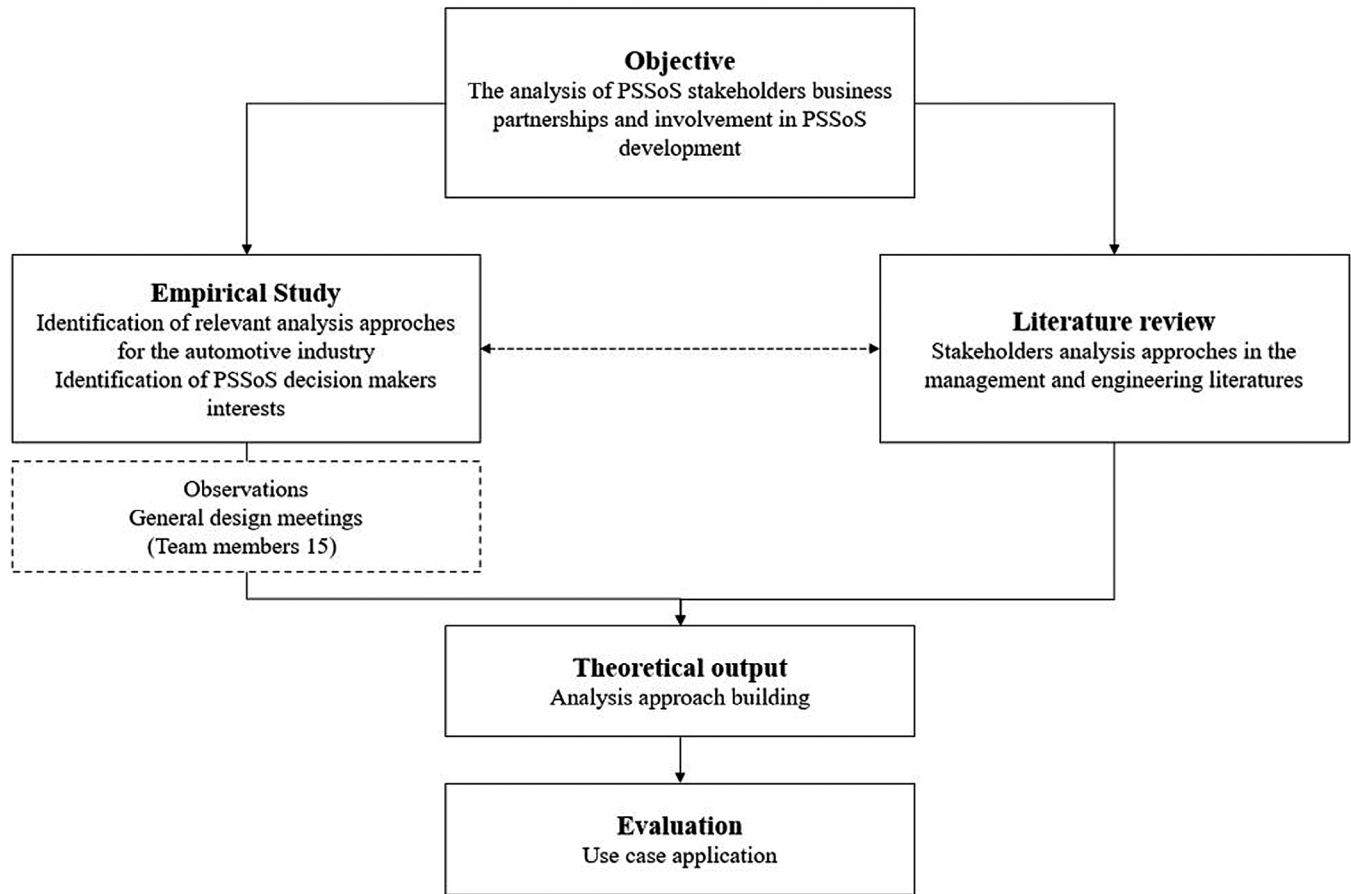 Objective
The analysis of PSSoS stakeholders business
partnerships and involvement in PSSoS
development
Empirical Study
Identification of relevant analysis approches
for the automotive industry
Identification of PSSoS decision makers
interests
Literature review
Stakeholders analysis approches in the
management and engineering literatures
Observations
General design meetings
(Team members 15)
Theoretical output
Analysis approach building
Evaluation
Use case application